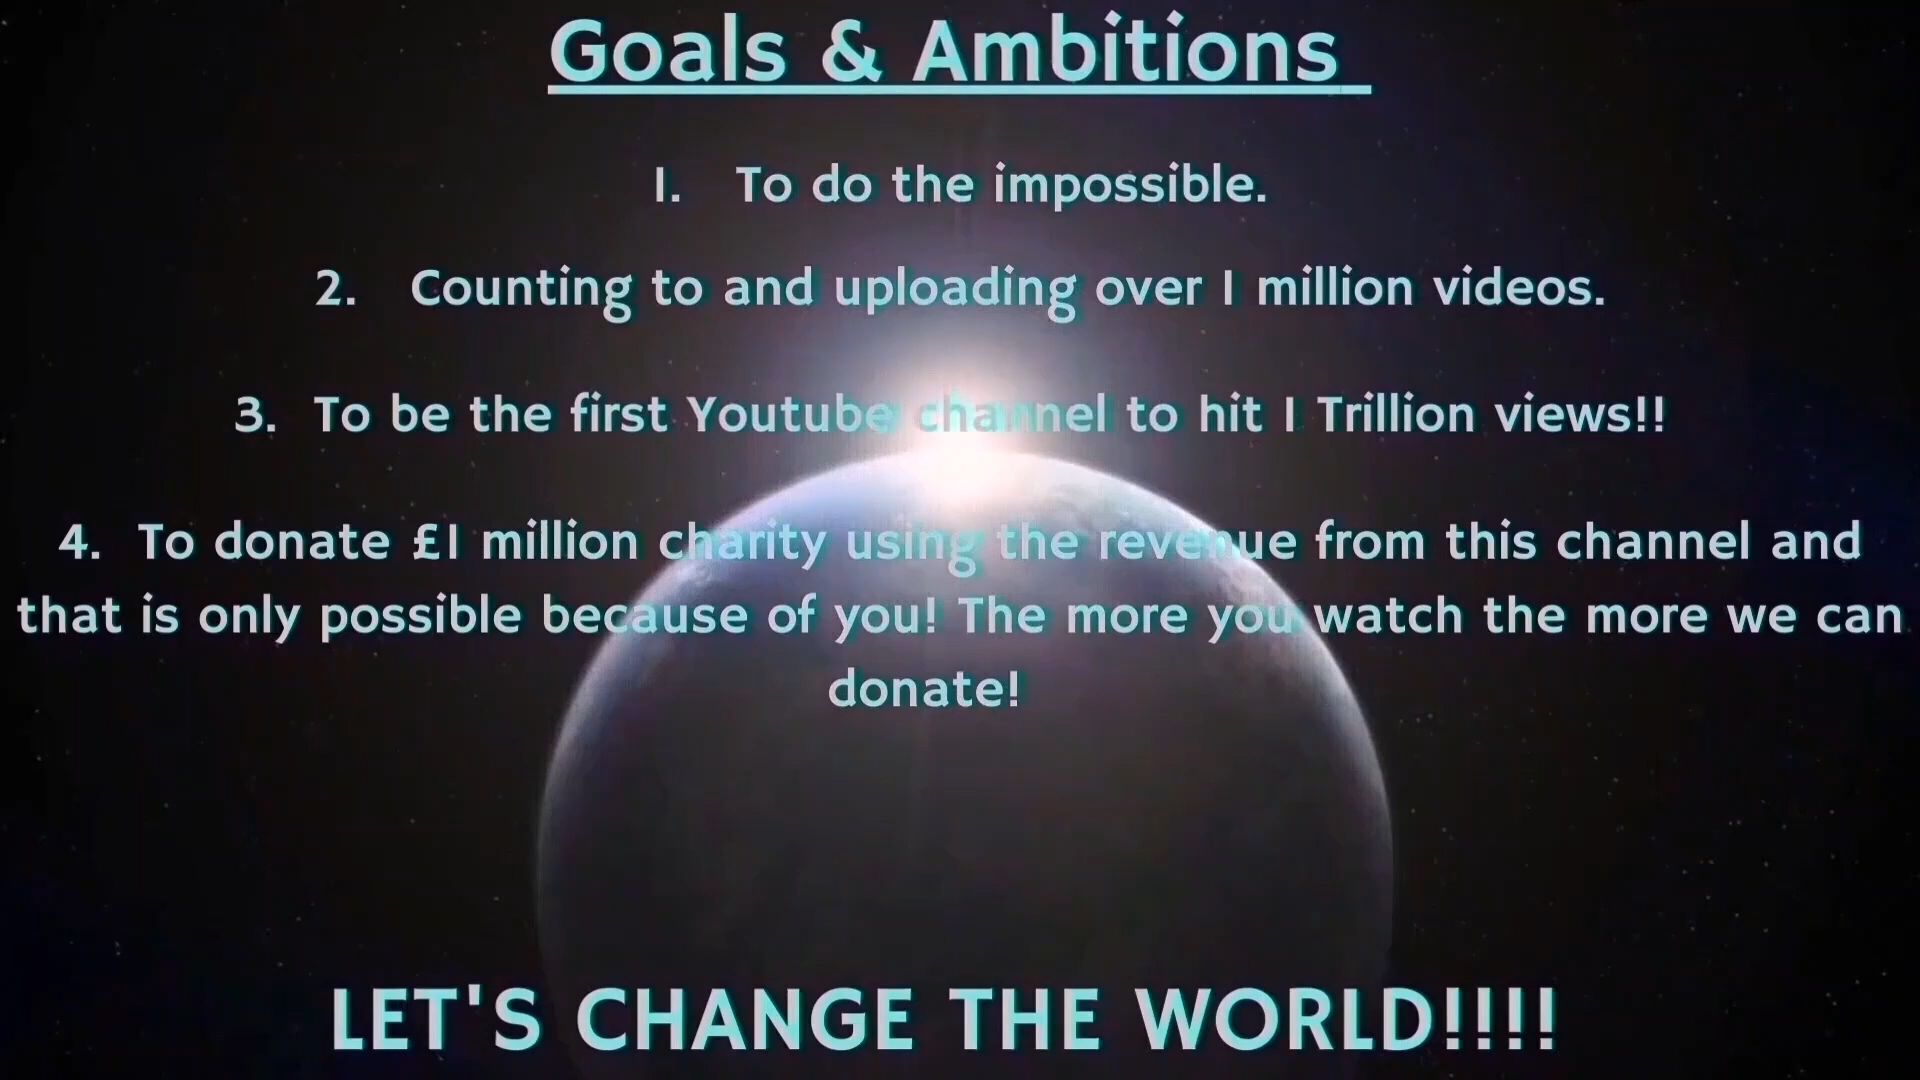 Goals & Ambitions
1. To do the impossible.
2. Counting to and uploading over 1 million videos.
3. To be the first Youtube channel to hit 1 Trillion views!!
4. To donate £1 million charity using the revenue from this channel and
that is only possible because of you! The more you watch the more we can
donate!
LET'S CHANGE THE WORLD!!!!